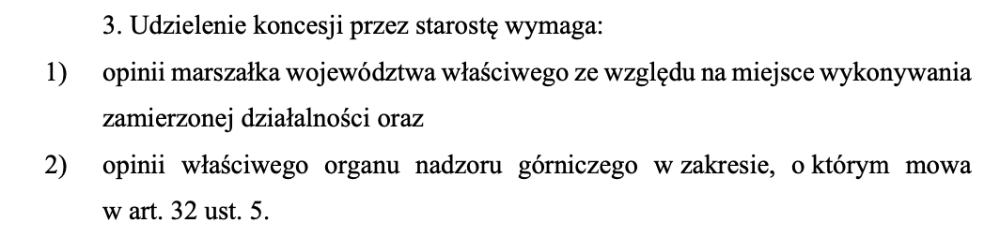 3. Udzielenie koncesji przez starostę wymaga:
1) opinii marszałka województwa właściwego ze względu na miejsce wykonywania
zamierzonej działalności oraz
2) opinii właściwego organu nadzoru górniczego w zakresie, o którym mowa
w art. 32 ust. 5.